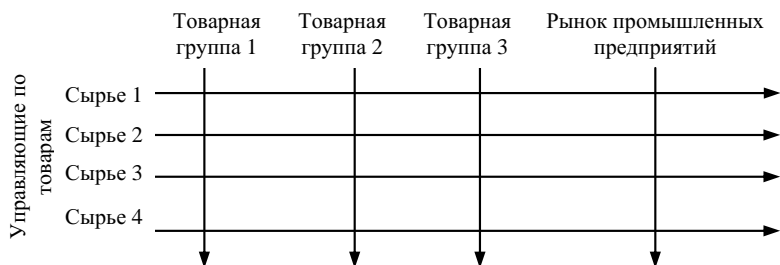 Товарная
группа 1
Товарная
группа 2
Товарная
группа 3
Рынок промышленных
предприятий
Управляющие по
товарам
Сырье 1
Сырье 2
Сырье 3
Сырье 4